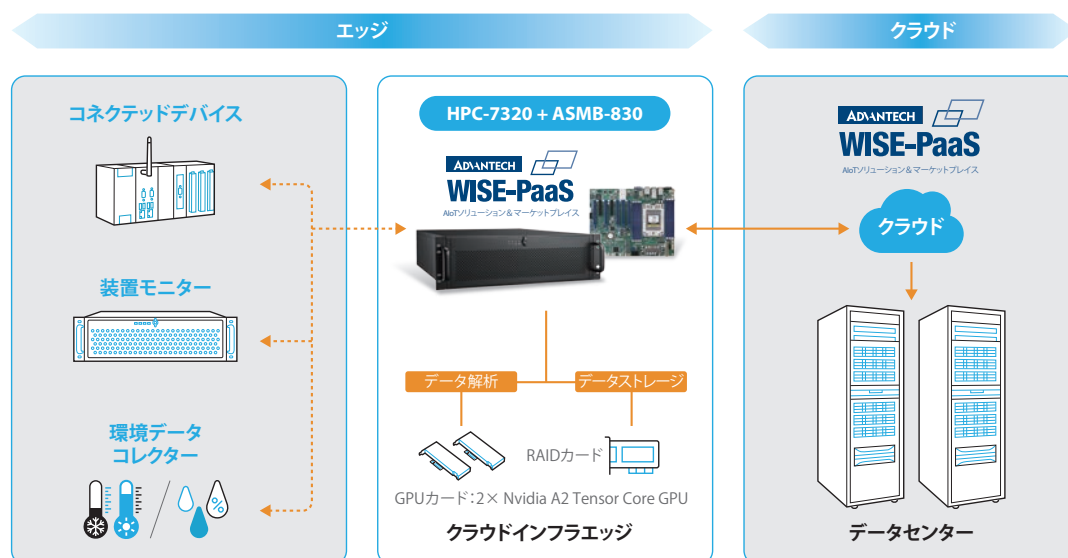 エッジ
クラウド
コネクテッドデバイス
装置モニター
環境データ
コレクター
%
HPC-7320 + ASMB-830
ADVANTECH
WISE-PaaS
AIoTソリューション&マーケットプレイス
データ解析
データストレージ
RAIDカード
GPUカード:2× Nvidia A2 Tensor Core GPU
クラウドインフラエッジ
ADVANTECH
WISE-PaaS
AIoTソリューション&マーケットプレイス
クラウド
データセンター